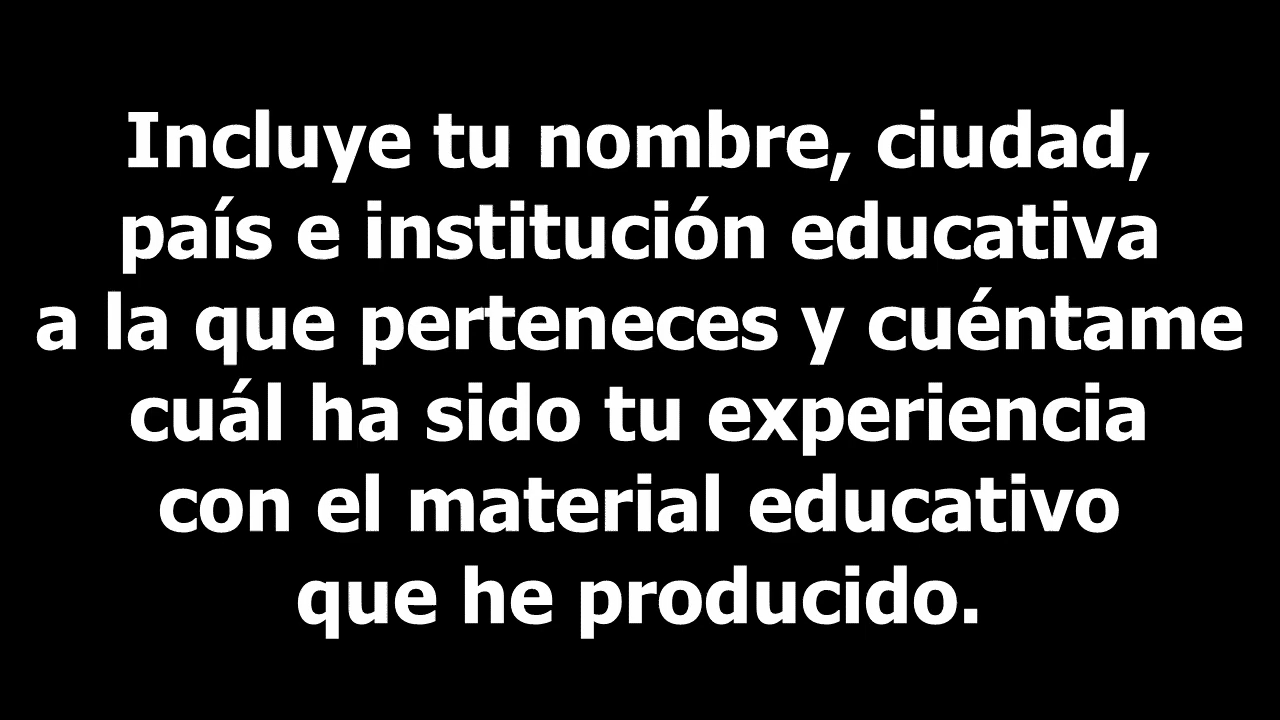 Incluye tu nombre, ciudad,
país e institución educativa
a la que perteneces y cuéntame
cuál ha sido tu experiencia
con el material educativo
que he producido.